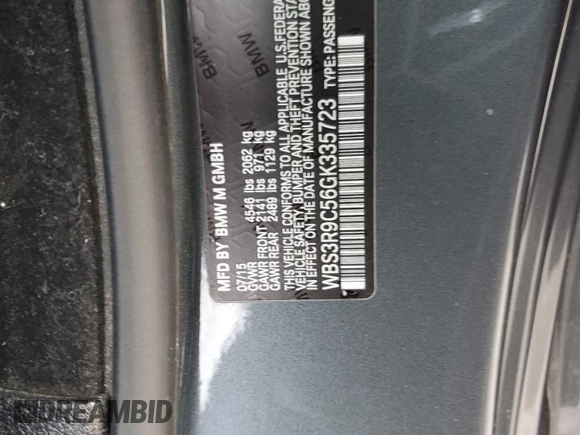 MFD BY BMW M GMBH
07/15
GVWR 4546 lbs 2062 kg
GAWR FRONT 2141 lbs 971 kg
GAWR REAR 2489 lbs 1129 kg
THIS VEHICLE CONFORMS TO ALL APPLICABLE U.S. FEDERAL
VEHICLE SAFETY, BUMPER AND THEFT PREVENTION STA
IN EFFECT ON THE DATE OF MANUFACTURE SHOWN ABOV
WBS3R9C56GK335723 TYPE: PASSENG
BMW BMW BMW
DREAMBID